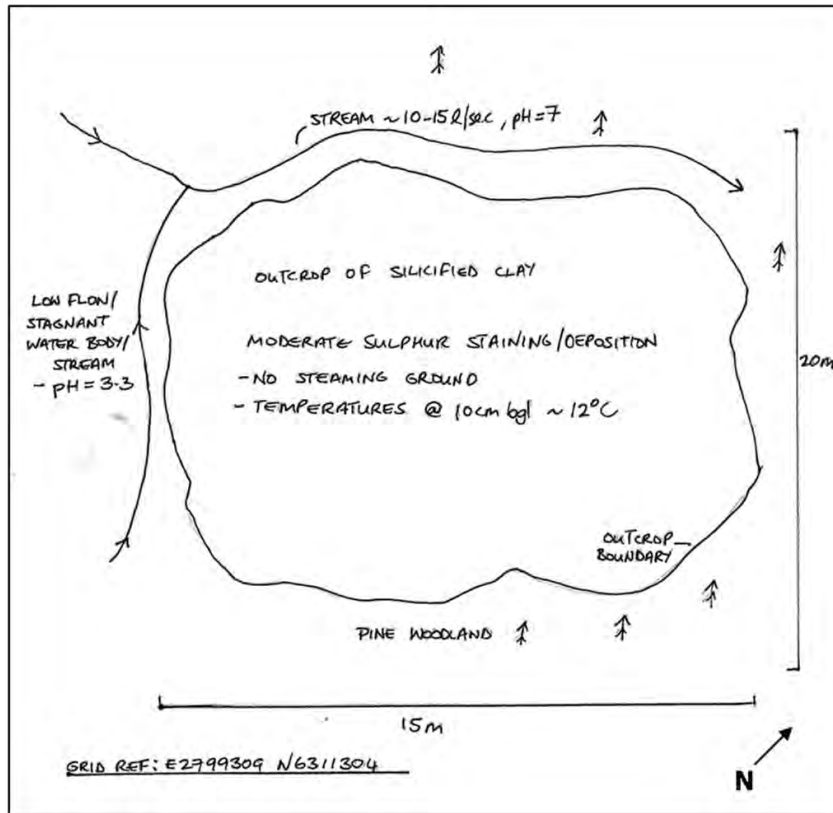 STREAM ~10-15l/sec, pH=7
OUTCROP OF SILICIFIED CLAY
LOW FLOW/
STAGNANT
WATER BODY/
STREAM
- pH = 3.3
MODERATE SULPHUR STAINING/DEPOSITION
- NO STEAMING GROUND
- TEMPERATURES @ 10cm bgl ~ 12°C
20m
OUTCROP
BOUNDARY
PINE WOODLAND
15m
GRID REF: E2799309 N6311304
N